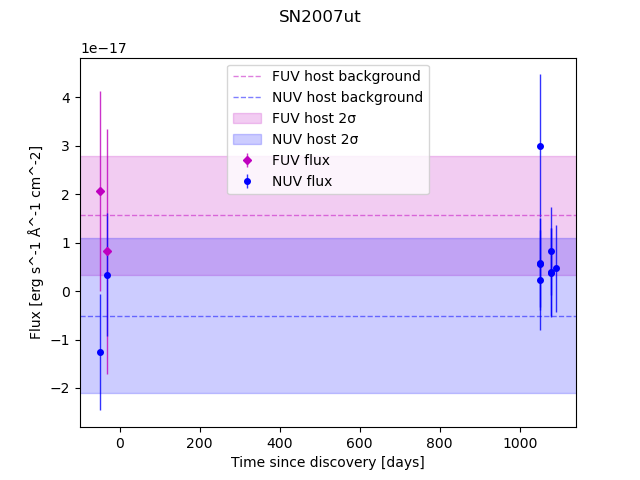 SN2007ut
1e−17
FUV host background
NUV host background
FUV host 2σ
NUV host 2σ
FUV flux
NUV flux
4
3
2
1
0
−1
−2
Flux [erg s^-1 Å^-1 cm^-2]
0 200 400 600 800 1000
Time since discovery [days]